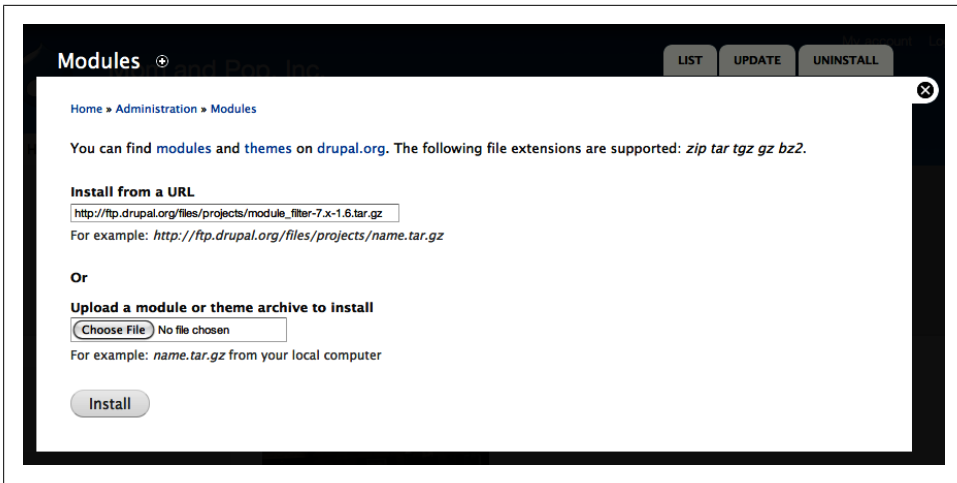 My account Lo
Mom and Pop, Inc.
Modules
LIST UPDATE UNINSTALL
Home » Administration » Modules
You can find modules and themes on drupal.org. The following file extensions are supported: zip tar tgz gz bz2.
Install from a URL
http://ftp.drupal.org/files/projects/module_filter-7.x-1.6.tar.gz
For example: http://ftp.drupal.org/files/projects/name.tar.gz
Or
Upload a module or theme archive to install
Choose File No file chosen
For example: name.tar.gz from your local computer
Install